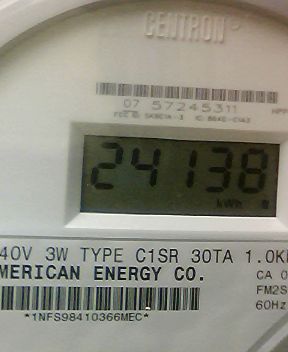 CENTRON®
07 57245311
24138
kWh
40V 3W TYPE C1SR 30TA 1.0K
MERICAN ENERGY CO.
CA 0
FM2S
60Hz
*1NFS98410366MEC*